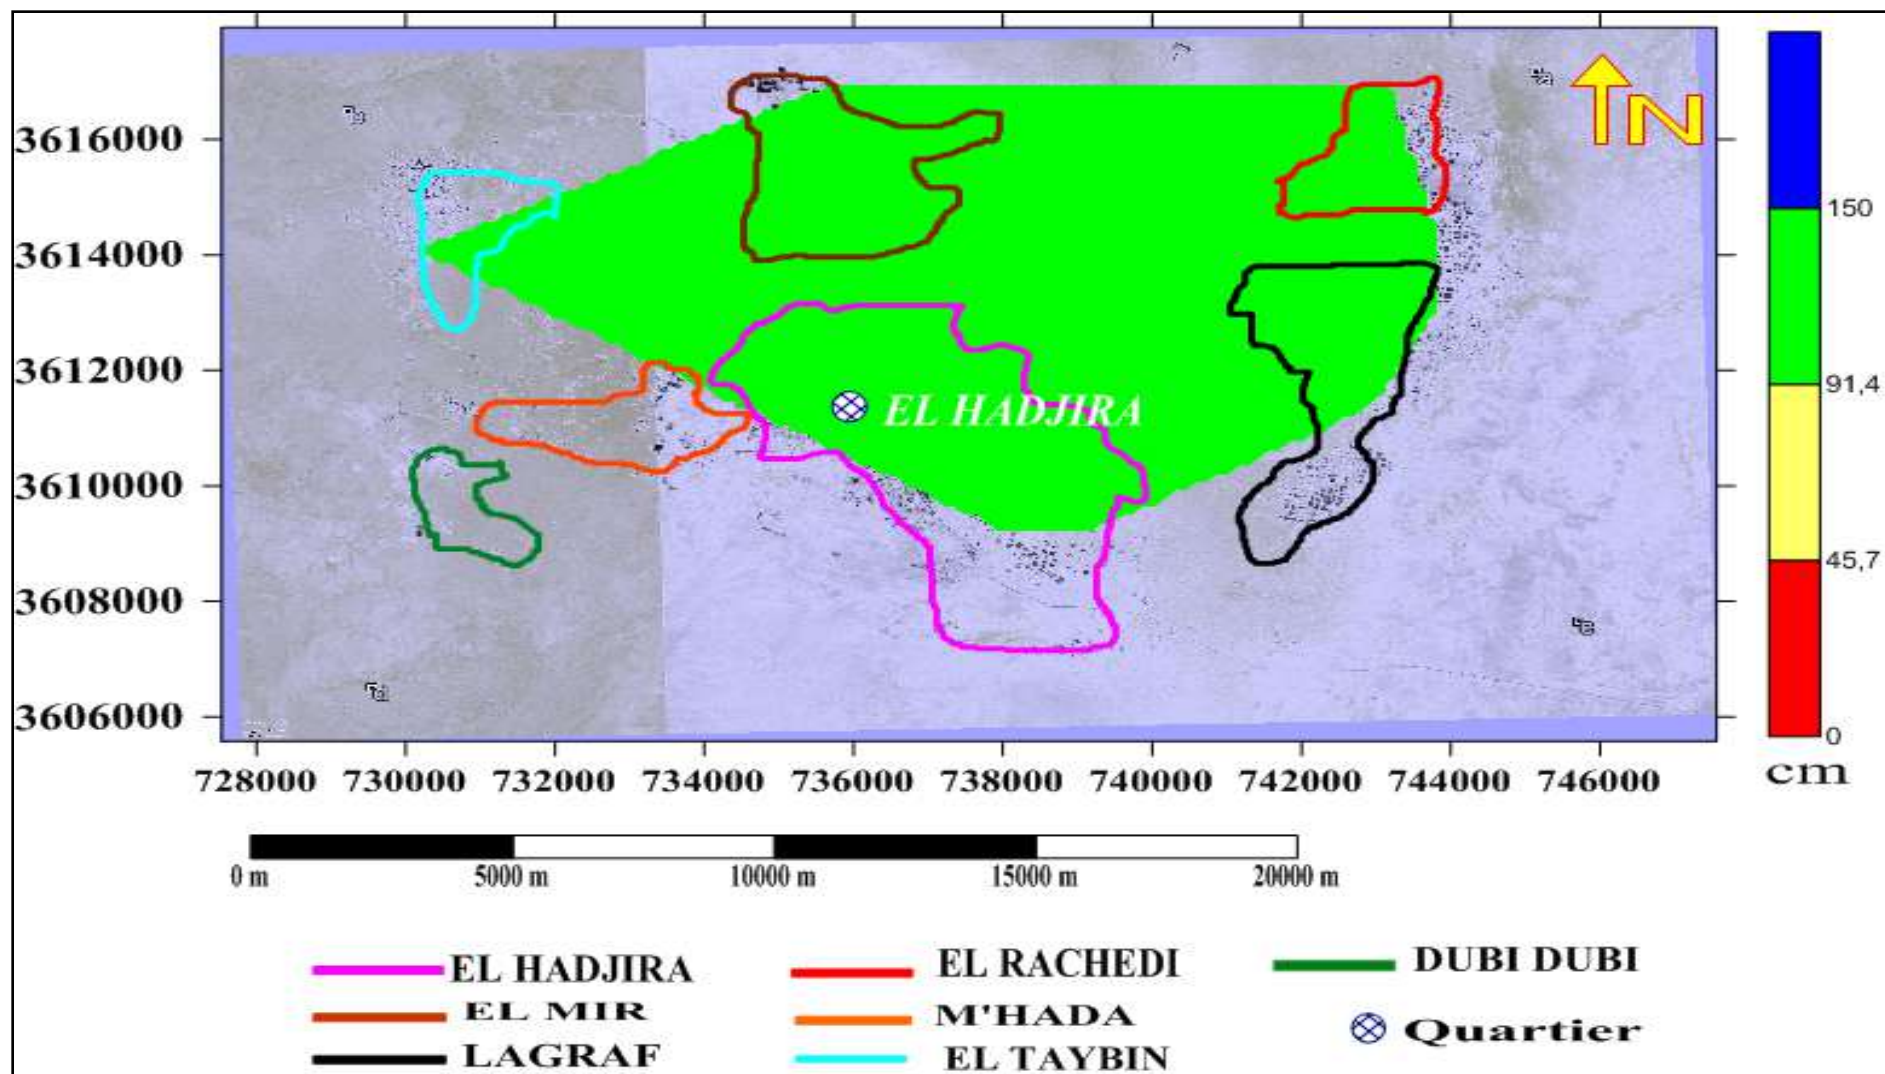 N
3616000
3614000
3612000
3610000
3608000
3606000
EL HADJIRA
728000 730000 732000 734000 736000 738000 740000 742000 744000 746000
150
91,4
45,7
0
cm
0 m 5000 m 10000 m 15000 m 20000 m
EL HADJIRA
EL MIR
LAGRAF
EL RACHEDI
M'HADA
EL TAYBIN
DUBI DUBI
Quartier